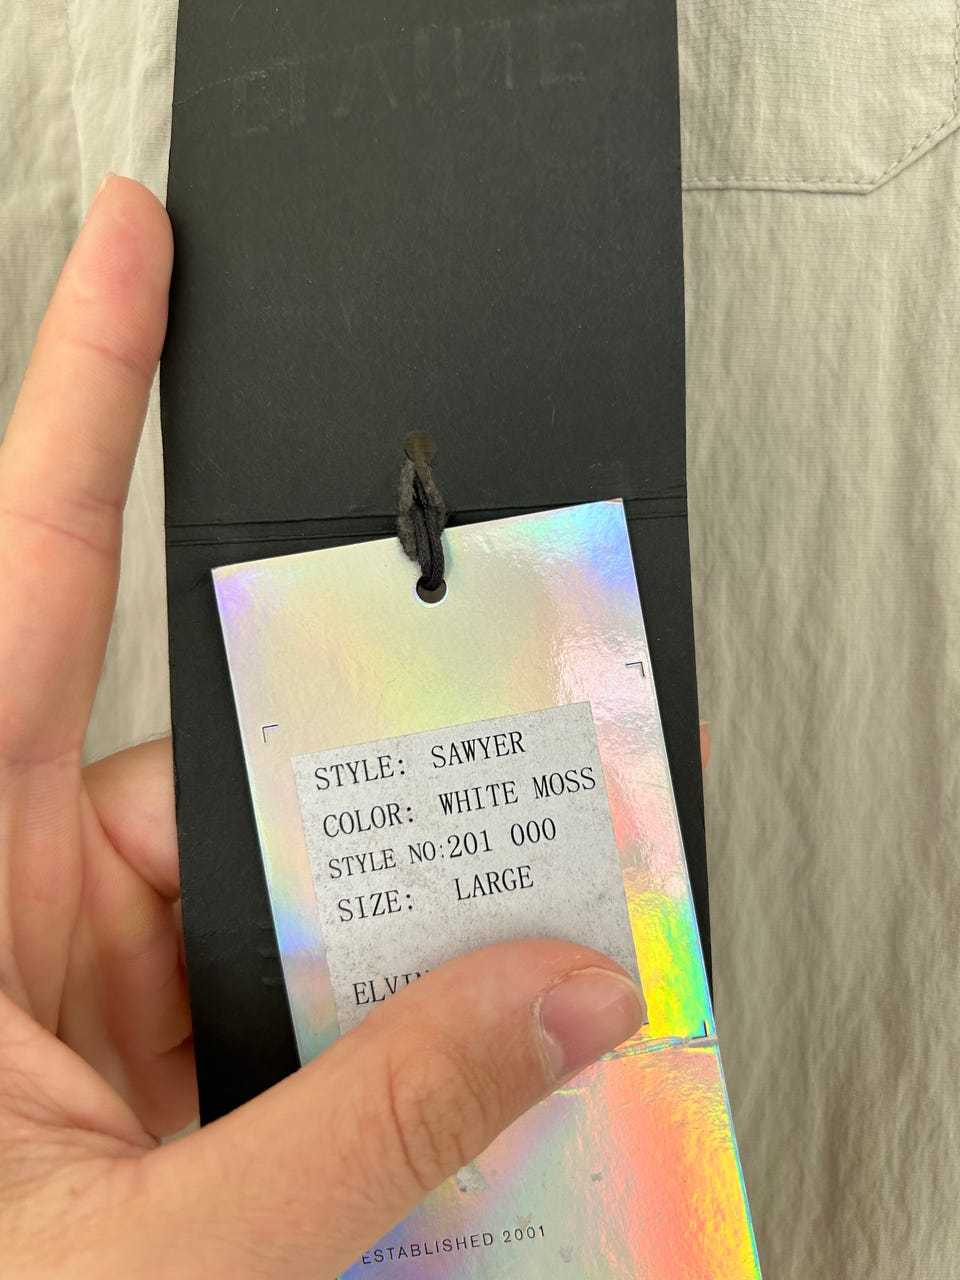 STYLE: SAWYER
COLOR: WHITE MOSS
STYLE NO:201 000
SIZE: LARGE
ESTABLISHED 2001